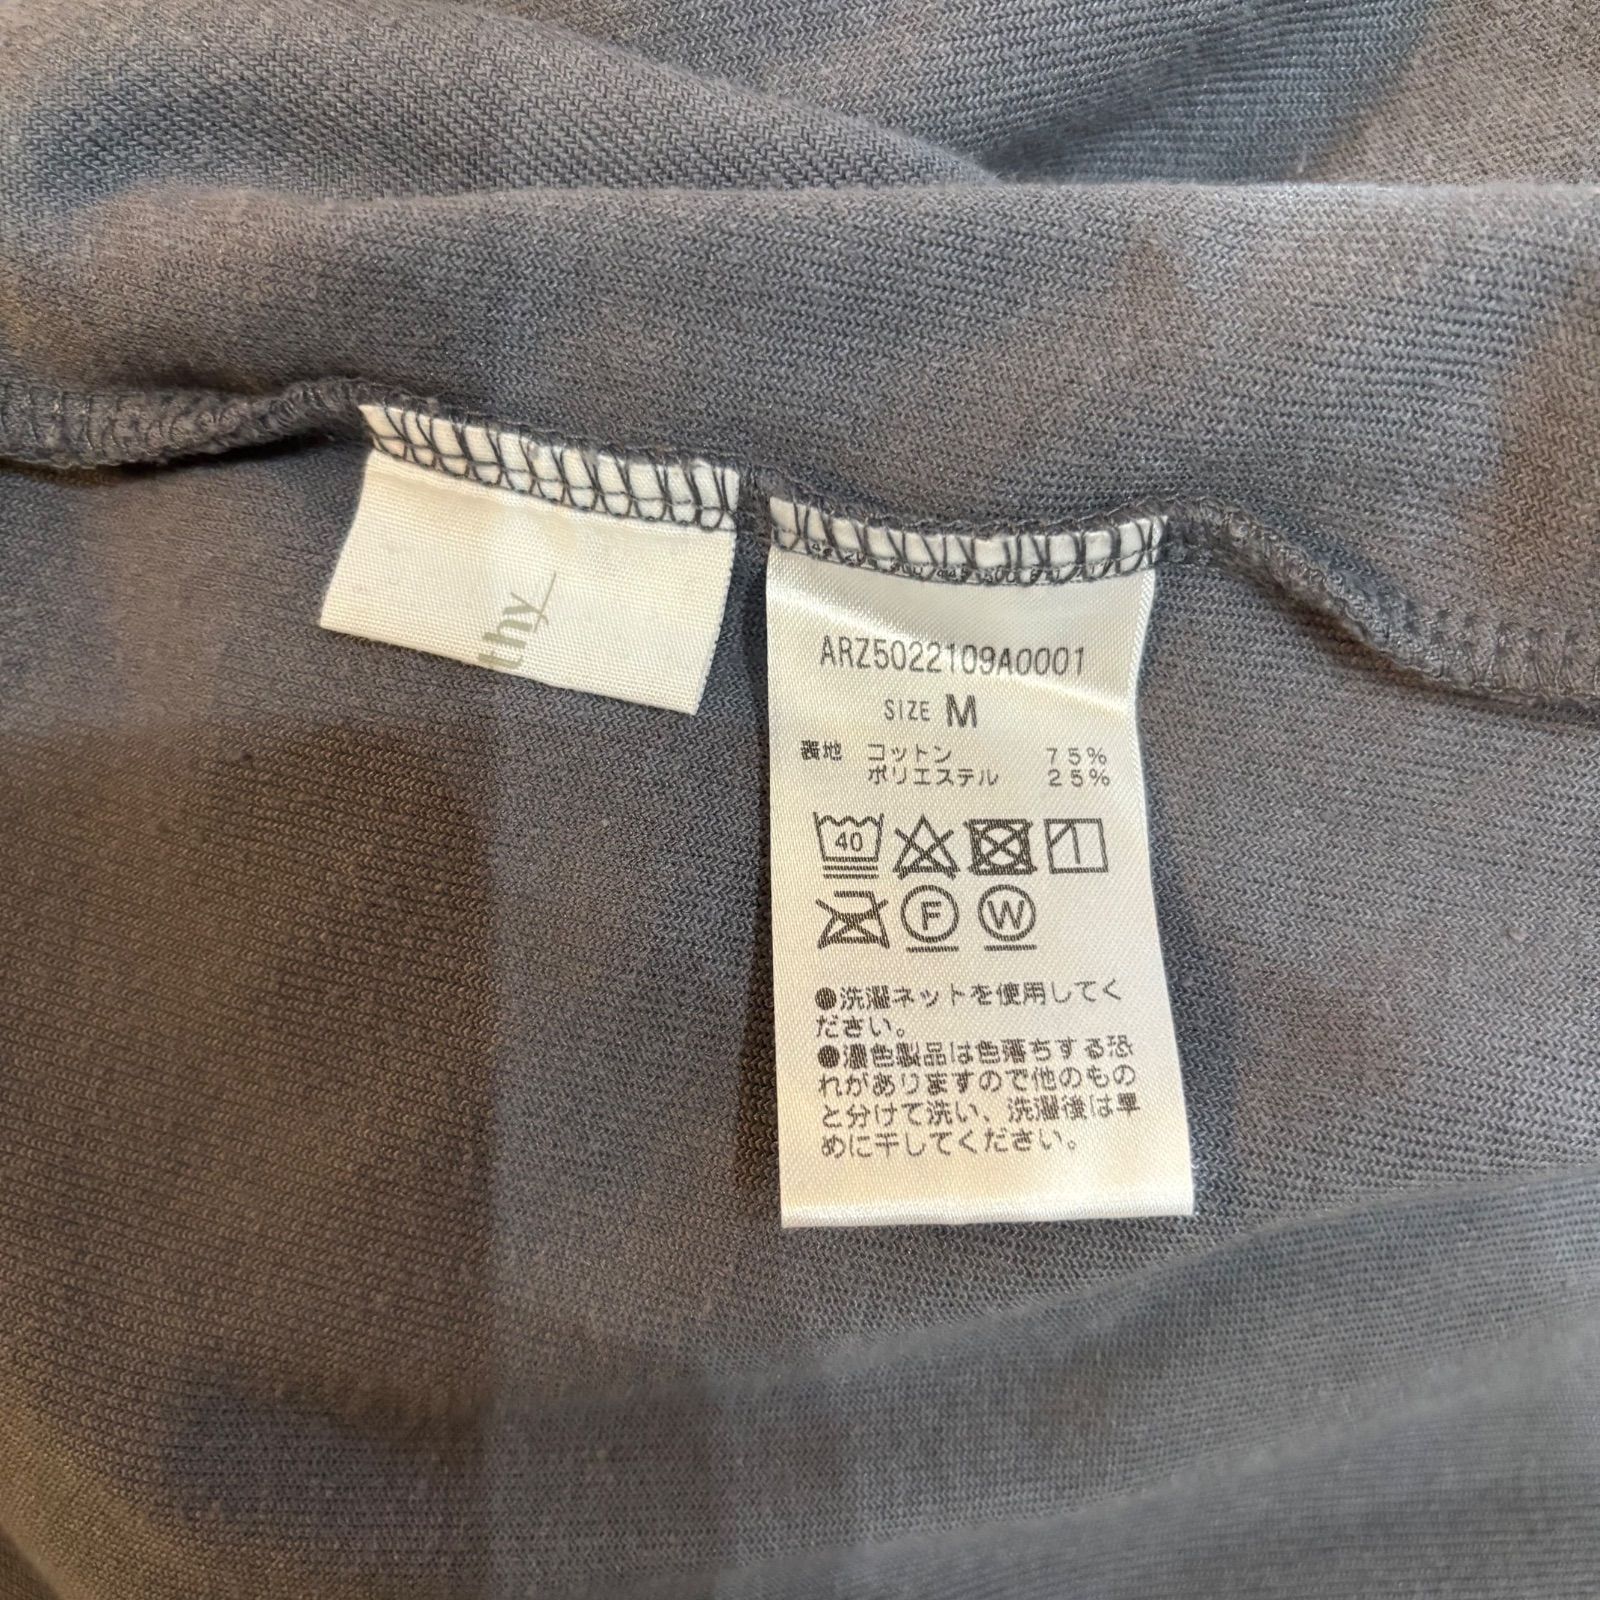 thy
ARZ5022109A0001
SIZE M
表地 コットン 75%
ポリエステル 25%
40
F W
●洗濯ネットを使用してく
ださい。
●濃色製品は色落ちする恐
れがありますので他のもの
と分けて洗い、洗濯後は早
めに干してください。